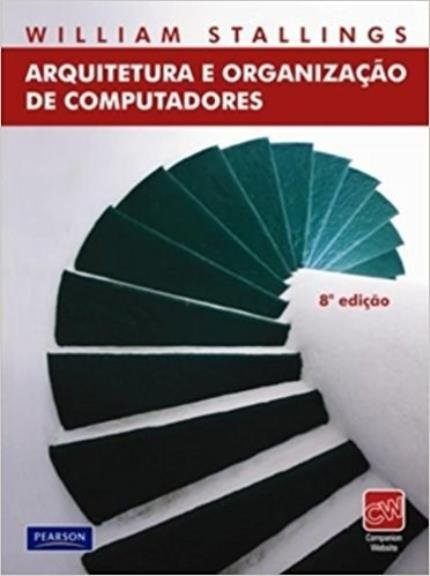 WILLIAM STALLINGS
ARQUITETURA E ORGANIZAÇÃO
DE COMPUTADORES
8ª edição
PEARSON
CW
Companion
Website